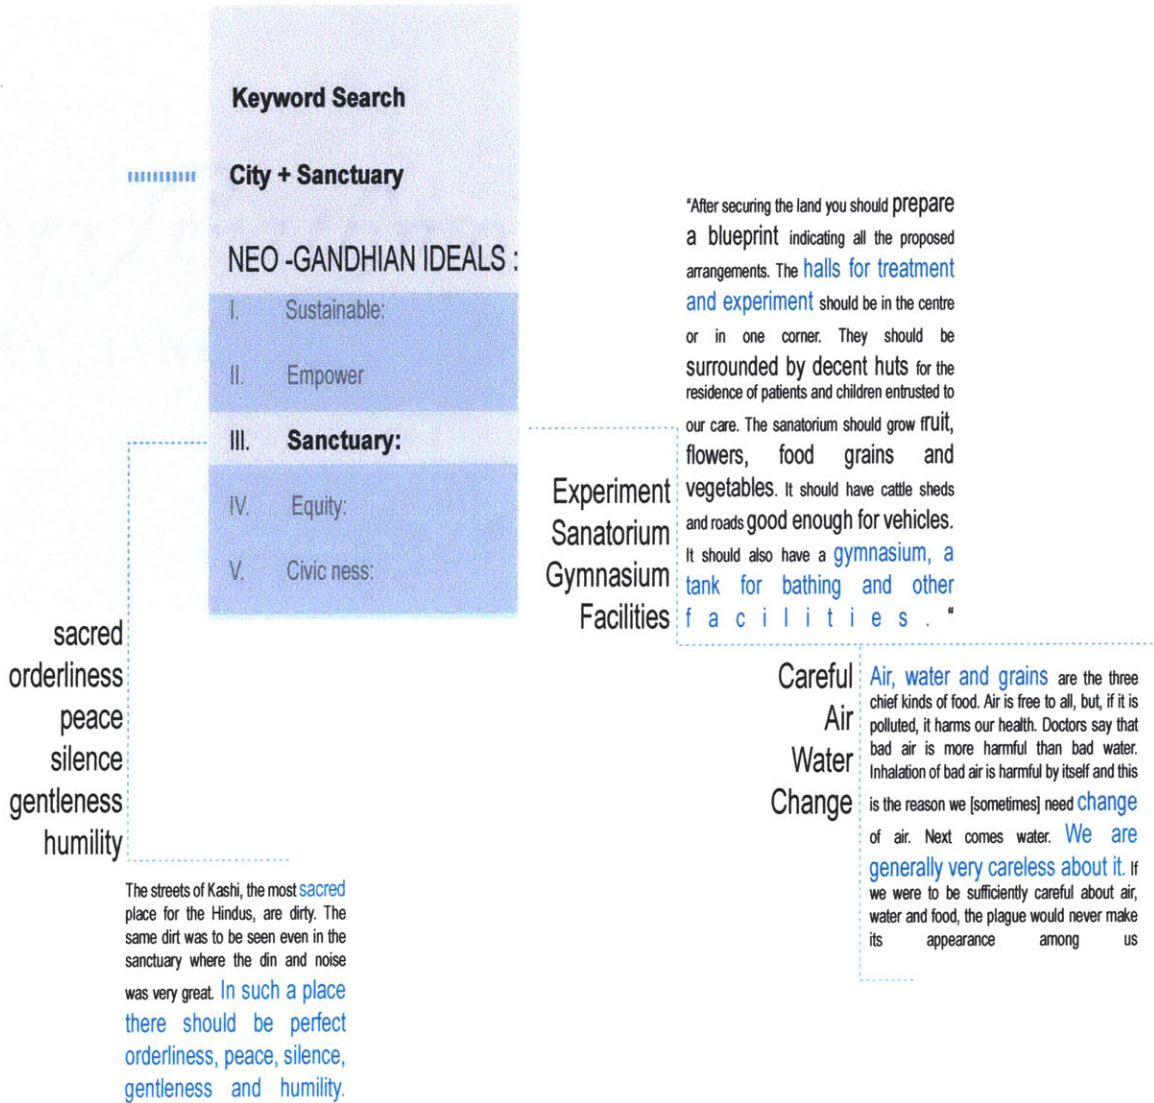 Keyword Search
City + Sanctuary
NEO -GANDHIAN IDEALS :
I. Sustainable:
II. Empower
III. Sanctuary:
IV. Equity:
V. Civic ness:
sacred
orderliness
peace
silence
gentleness
humility
The streets of Kashi, the most sacred
place for the Hindus, are dirty. The
same dirt was to be seen even in the
sanctuary where the din and noise
was very great. In such a place
there should be perfect
orderliness, peace, silence,
gentleness and humility.
Experiment
Sanatorium
Gymnasium
Facilities
"After securing the land you should prepare
a blueprint indicating all the proposed
arrangements. The halls for treatment
and experiment should be in the centre
or in one corner. They should be
surrounded by decent huts for the
residence of patients and children entrusted to
our care. The sanatorium should grow fruit,
flowers, food grains and
vegetables. It should have cattle sheds
and roads good enough for vehicles.
It should also have a gymnasium, a
tank for bathing and other
facilities. "
Careful
Air
Water
Change
Air, water and grains are the three
chief kinds of food. Air is free to all, but, if it is
polluted, it harms our health. Doctors say that
bad air is more harmful than bad water.
Inhalation of bad air is harmful by itself and this
is the reason we [sometimes] need change
of air. Next comes water. We are
generally very careless about it. If
we were to be sufficiently careful about air,
water and food, the plague would never make
its appearance among us